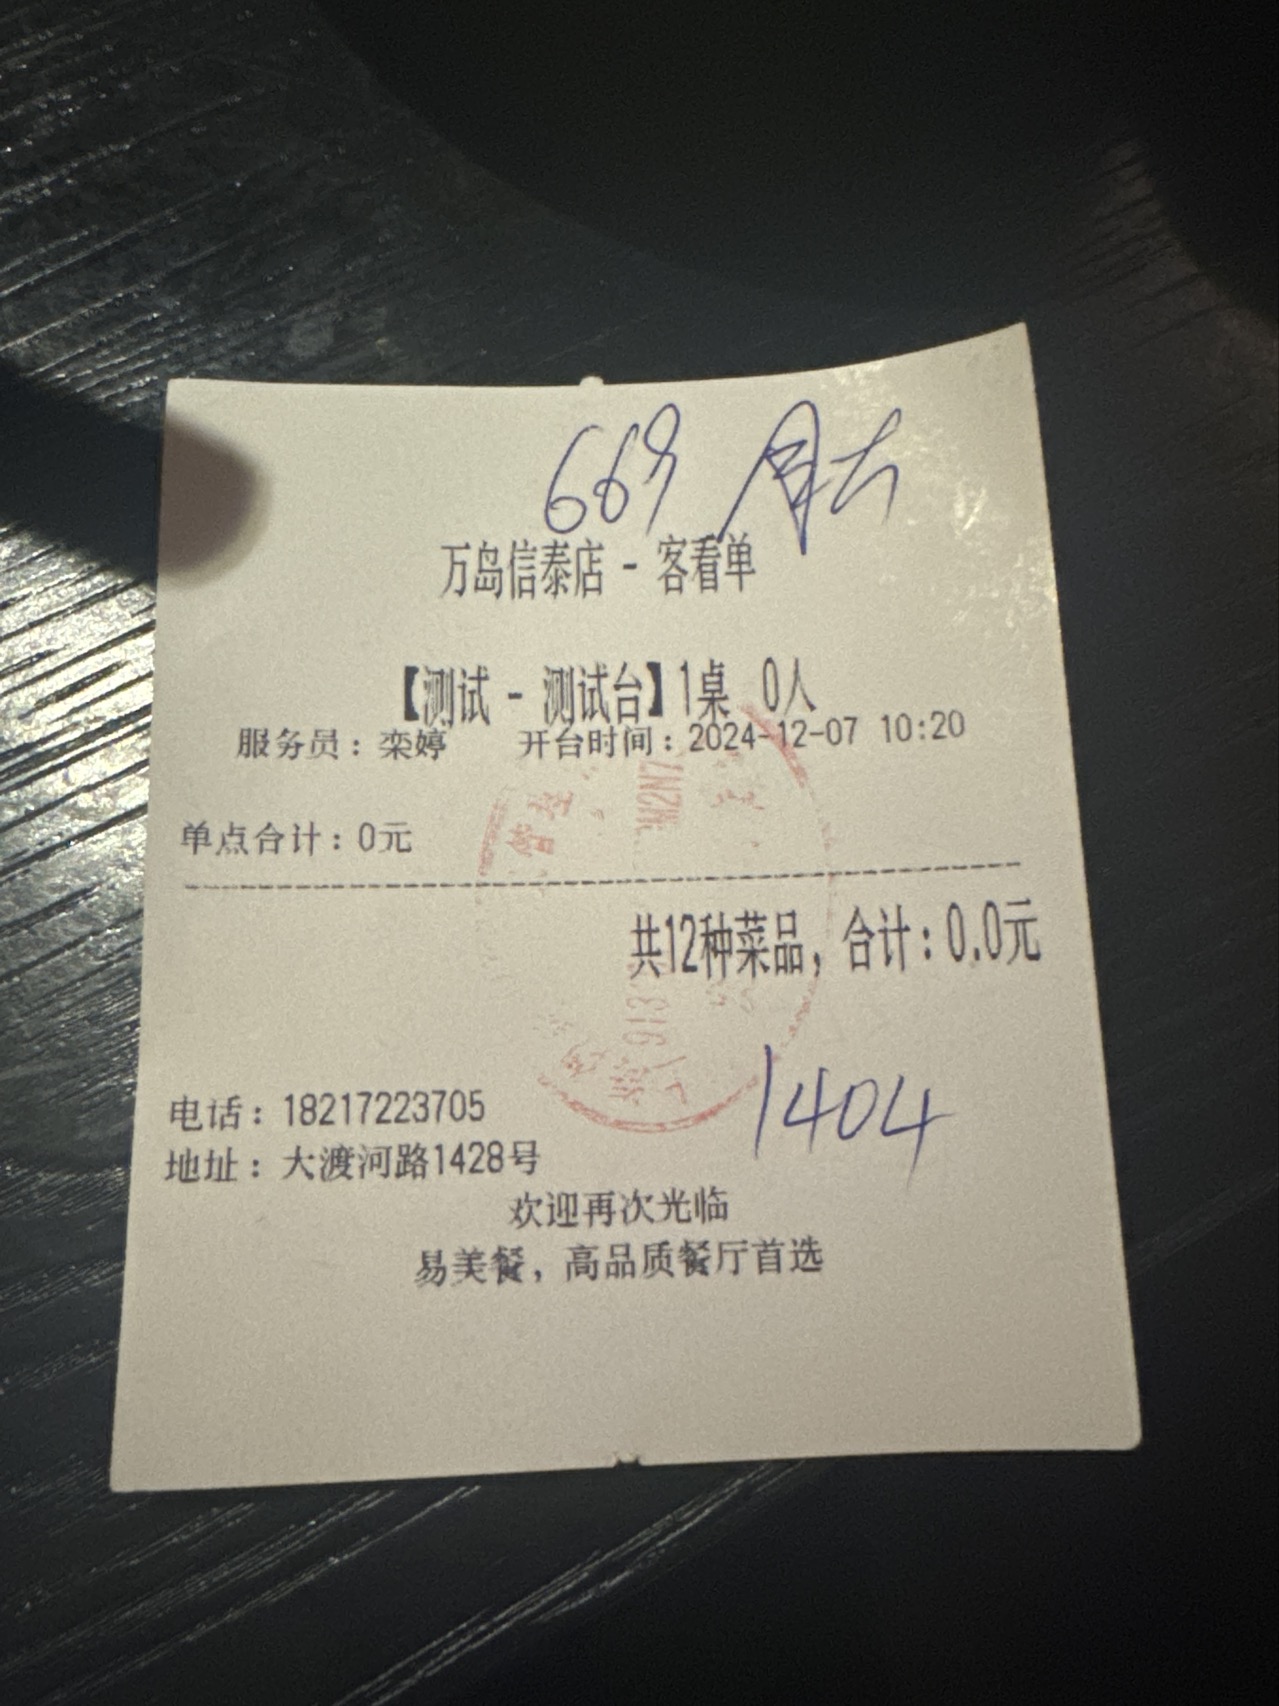 669
万岛信泰店 - 客看单
【测试 - 测试台】1桌 0人
服务员：栾婷 开台时间：2024-12-07 10:20
单点合计：0元
共12种菜品，合计：0.0元
1404
电话：18217223705
地址：大渡河路1428号
欢迎再次光临
易美餐，高品质餐厅首选